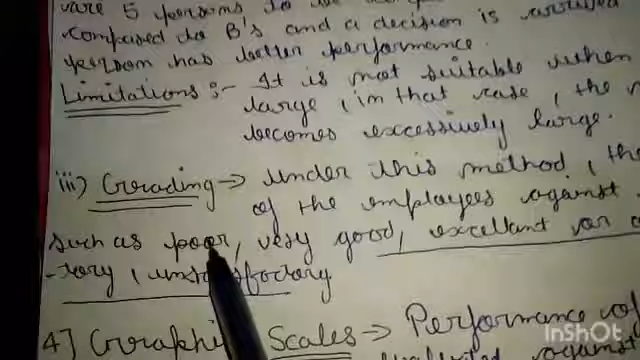 are 5 persons to be
compared to B's and a decision is arrived
person has better performance.
Limitations :- It is not suitable when
large, in that case, the
becomes excessively large.
iii) Grading → Under this method, the
of the employees against
such as poor, very good, excellent or
-tory, unsatisfactory
4] Graphic Scales → Performance of
against
InShOt